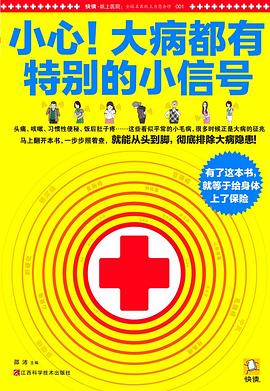 快读·纸上医院
001
小心！大病都有
特别的小信号
头痛、咳嗽、习惯性便秘、饭后肚子疼……这些看似平常的小毛病，很多时候正是大病的征兆
马上翻开本书，一步步照着查，就能从头到脚，彻底排除大病隐患！
有了这本书，
就等于给身体
上了保险
邵沛 主编
江西科学技术出版社
快读